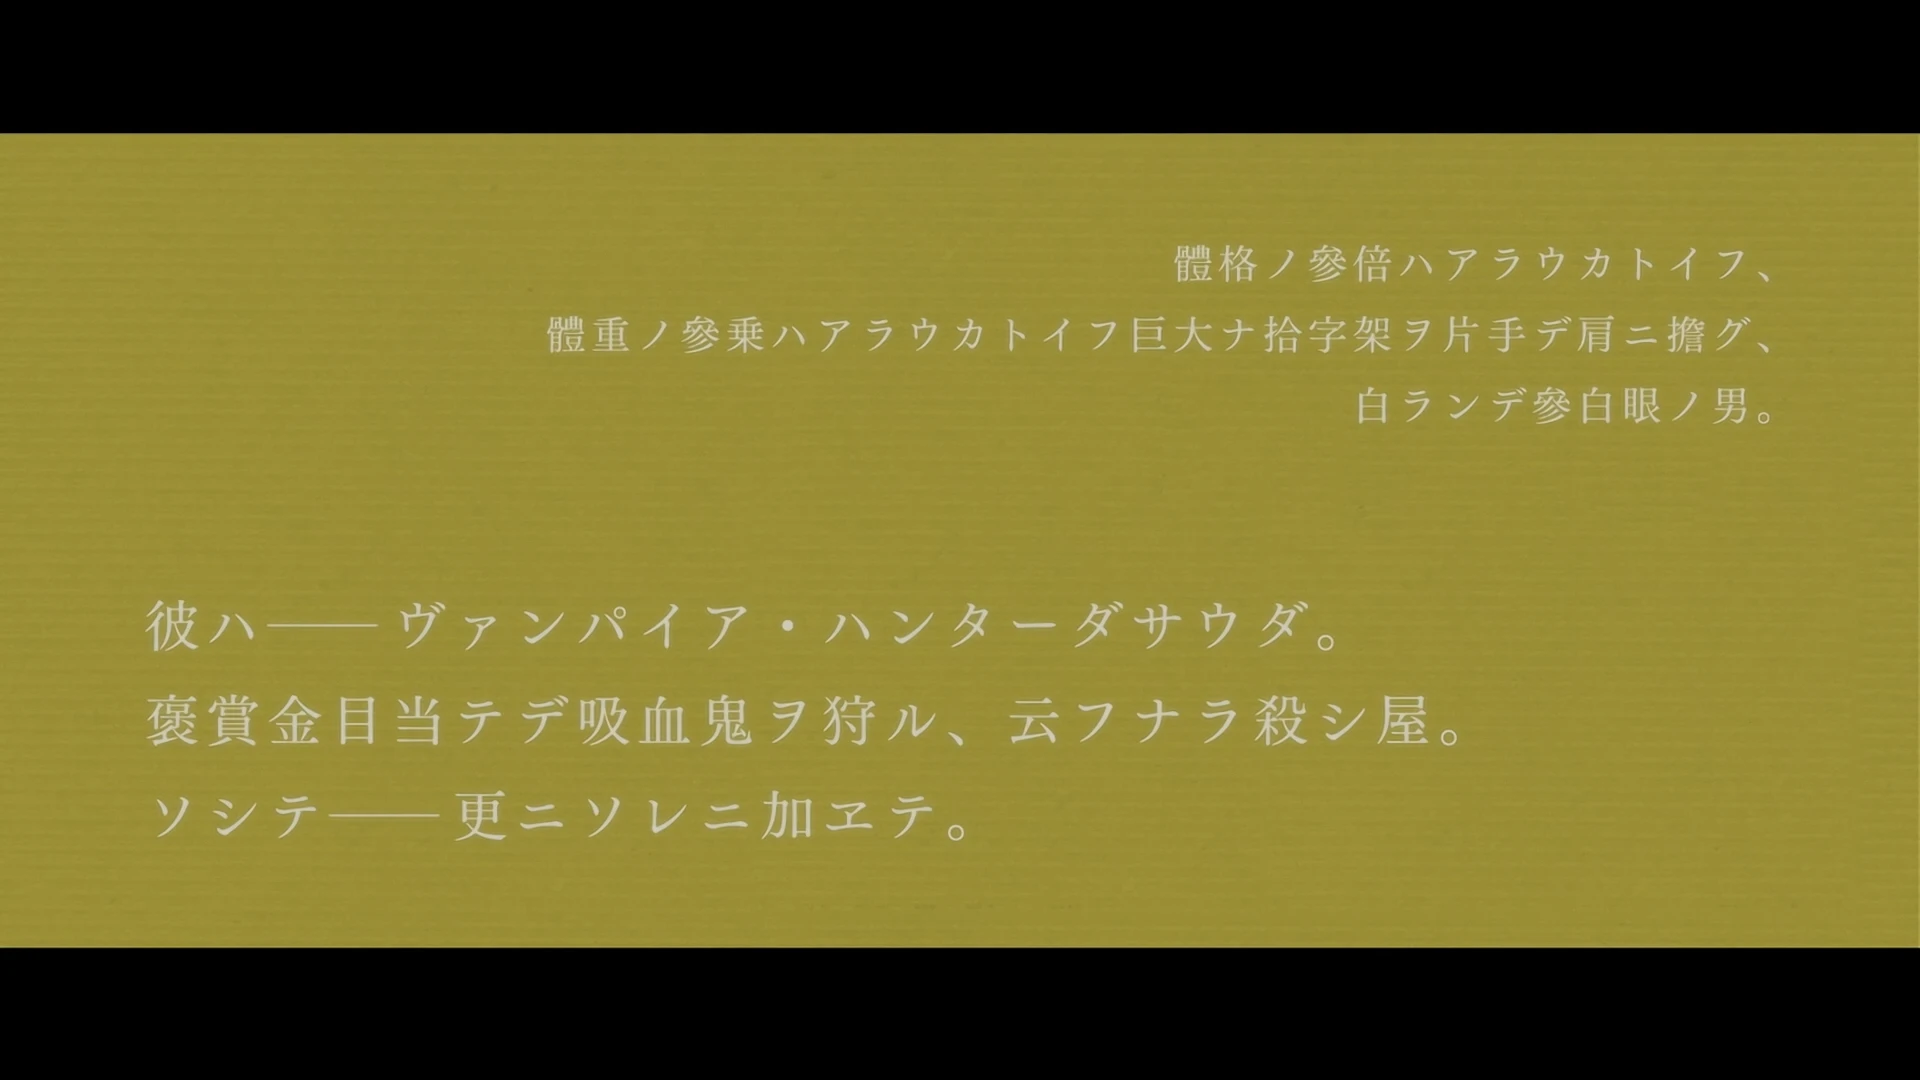 體格ノ參倍ハアラウカトイフ、
體重ノ參乗ハアラウカトイフ巨大ナ拾字架ヲ片手デ肩ニ擔グ、
白ランデ參白眼ノ男。
彼ハ――ヴァンパイア・ハンターダサウダ。
褒賞金目当テデ吸血鬼ヲ狩ル、云フナラ殺シ屋。
ソシテ――更ニソレニ加ヱテ。